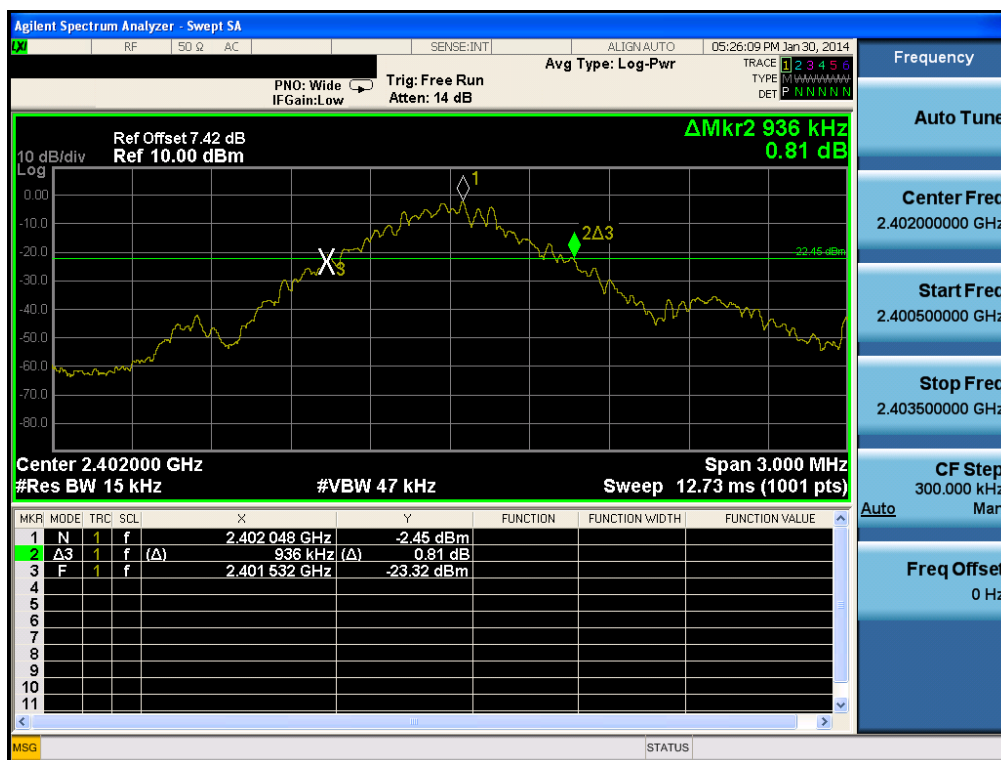 Agilent Spectrum Analyzer - Swept SA
LXI RF 50 Ω AC SENSE:INT ALIGN AUTO 05:26:09 PM Jan 30, 2014
Avg Type: Log-Pwr
TRACE 1 2 3 4 5 6
TYPE M W W W W W
DET P N N N N N
PNO: Wide
IFGain:Low
Trig: Free Run
Atten: 14 dB
ΔMkr2 936 kHz
0.81 dB
Ref Offset 7.42 dB
10 dB/div Ref 10.00 dBm
Log
0.00
-10.0
-20.0
-30.0
-40.0
-50.0
-60.0
-70.0
-80.0
1
2Δ3
3
-22.45 dBm
Center 2.402000 GHz Span 3.000 MHz
#Res BW 15 kHz #VBW 47 kHz Sweep 12.73 ms (1001 pts)
MKR MODE TRC SCL X Y FUNCTION FUNCTION WIDTH FUNCTION VALUE
1 N 1 f 2.402 048 GHz -2.45 dBm
2 Δ3 1 f (Δ) 936 kHz (Δ) 0.81 dB
3 F 1 f 2.401 532 GHz -23.32 dBm
4
5
6
7
8
9
10
11
MSG STATUS
Frequency
Auto Tune
Center Freq
2.402000000 GHz
Start Freq
2.400500000 GHz
Stop Freq
2.403500000 GHz
CF Step
300.000 kHz
Auto Man
Freq Offset
0 Hz